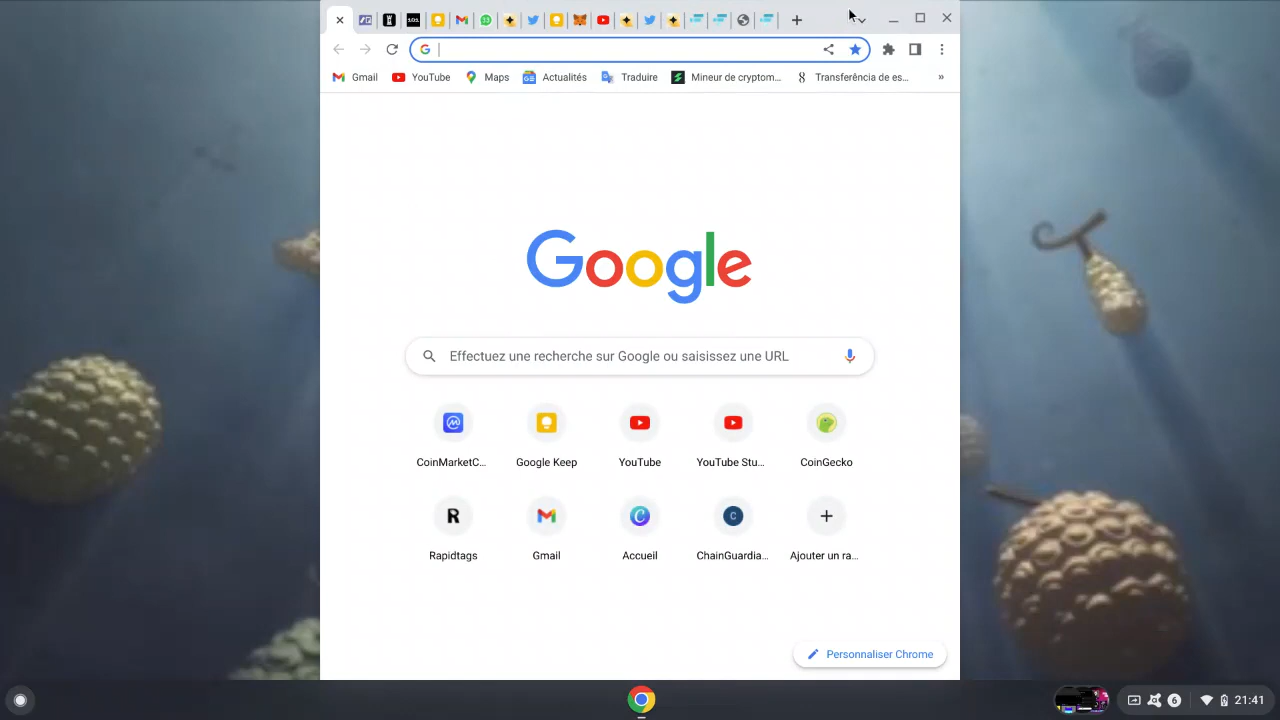 Gmail YouTube Maps Actualités Traduire Mineur de cryptom... Transferência de es... »
Google
Effectuez une recherche sur Google ou saisissez une URL
CoinMarketC... Google Keep YouTube YouTube Stu... CoinGecko
Rapidtags Gmail Accueil ChainGuardia... Ajouter un ra...
Personnaliser Chrome
6 21:41